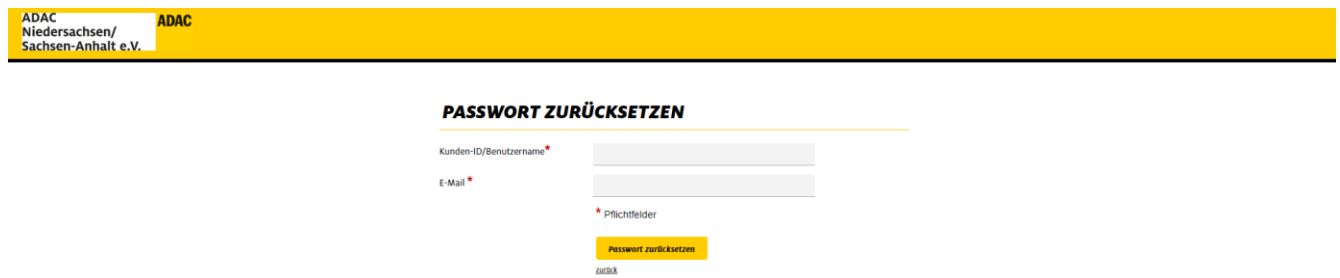 ADAC
Niedersachsen/
Sachsen-Anhalt e.V.
ADAC
PASSWORT ZURÜCKSETZEN
Kunden-ID/Benutzername*
E-Mail *
* Pflichtfelder
Passwort zurücksetzen
zurück